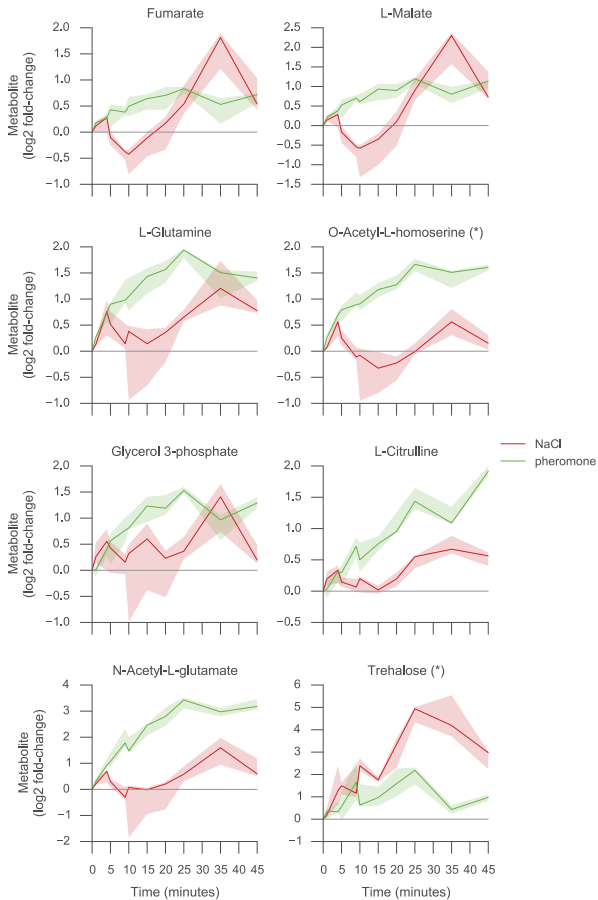 Fumarate
L-Malate
Metabolite
(log2 fold-change)
2.0
1.5
1.0
0.5
0.0
−0.5
−1.0
2.5
2.0
1.5
1.0
0.5
0.0
−0.5
−1.0
−1.5
L-Glutamine
O-Acetyl-L-homoserine (*)
Metabolite
(log2 fold-change)
2.0
1.5
1.0
0.5
0.0
−0.5
−1.0
2.0
1.5
1.0
0.5
0.0
−0.5
−1.0
Glycerol 3-phosphate
L-Citrulline
Metabolite
(log2 fold-change)
2.0
1.5
1.0
0.5
0.0
−0.5
−1.0
2.0
1.5
1.0
0.5
0.0
−0.5
NaCl
pheromone
N-Acetyl-L-glutamate
Trehalose (*)
Metabolite
(log2 fold-change)
4
3
2
1
0
−1
−2
6
5
4
3
2
1
0
−1
0 5 10 15 20 25 30 35 40 45
0 5 10 15 20 25 30 35 40 45
Time (minutes)
Time (minutes)